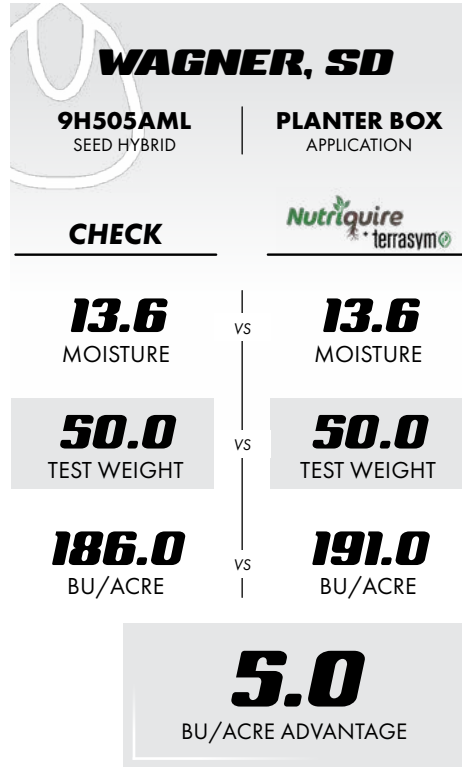 WAGNER, SD
9H505AML
SEED HYBRID
PLANTER BOX
APPLICATION
CHECK
Nutriquire
+ terrasym
13.6
MOISTURE
vs
13.6
MOISTURE
50.0
TEST WEIGHT
vs
50.0
TEST WEIGHT
186.0
BU/ACRE
vs
191.0
BU/ACRE
5.0
BU/ACRE ADVANTAGE